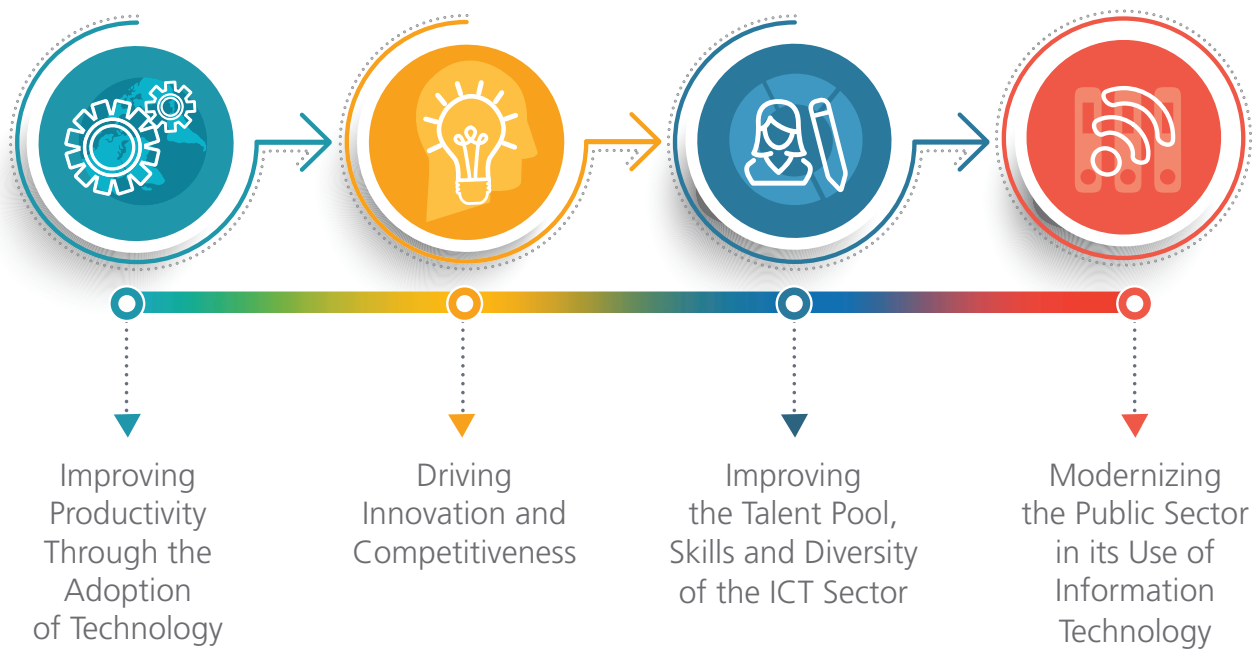 Improving
Productivity
Through the
Adoption
of Technology
Driving
Innovation and
Competitiveness
Improving
the Talent Pool,
Skills and Diversity
of the ICT Sector
Modernizing
the Public Sector
in its Use of
Information
Technology